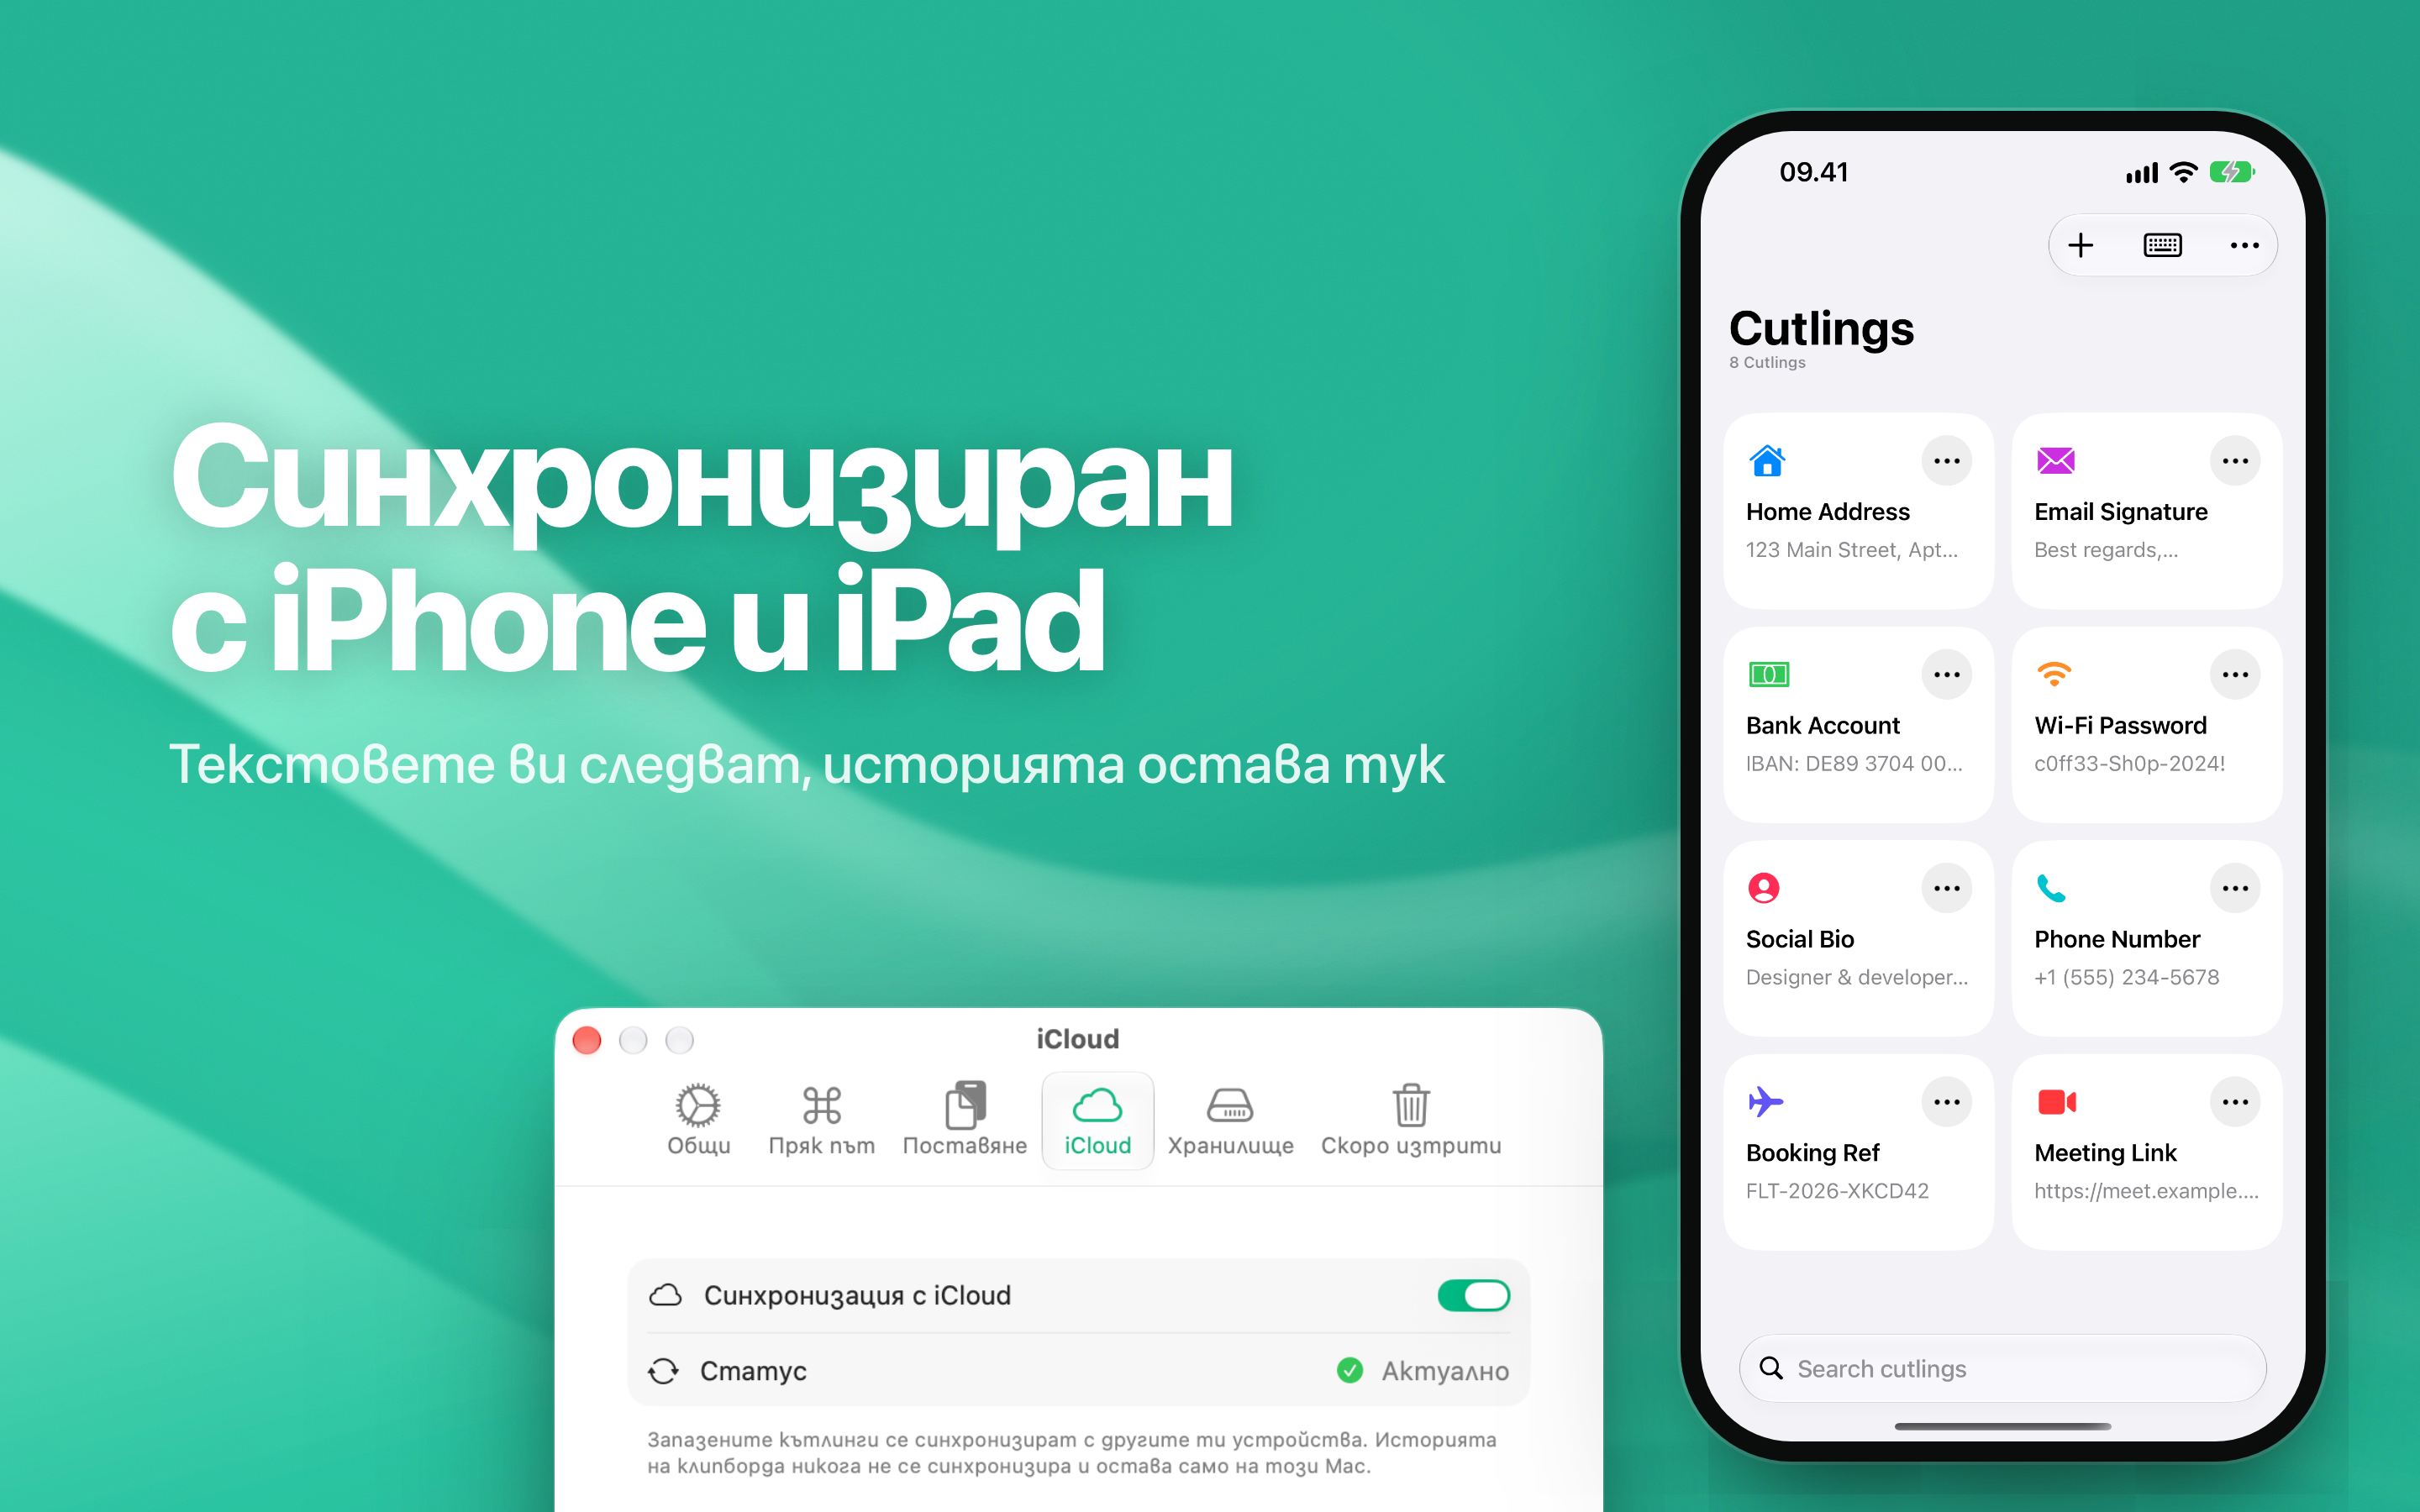 Синхронизиран
с iPhone и iPad
Текстовете ви следват, историята остава тук
iCloud
Общи
Пряк път
Поставяне
iCloud
Хранилище
Скоро изтрити
Синхронизация с iCloud
Статус
Актуално
Запазените кътлинги се синхронизират с другите ти устройства. Историята
на клипборда никога не се синхронизира и остава само на този Mac.
09.41
Cutlings
8 Cutlings
Home Address
123 Main Street, Apt...
Email Signature
Best regards,...
Bank Account
IBAN: DE89 3704 00...
Wi-Fi Password
c0ff33-Sh0p-2024!
Social Bio
Designer & developer...
Phone Number
+1 (555) 234-5678
Booking Ref
FLT-2026-XKCD42
Meeting Link
https://meet.example....
Search cutlings